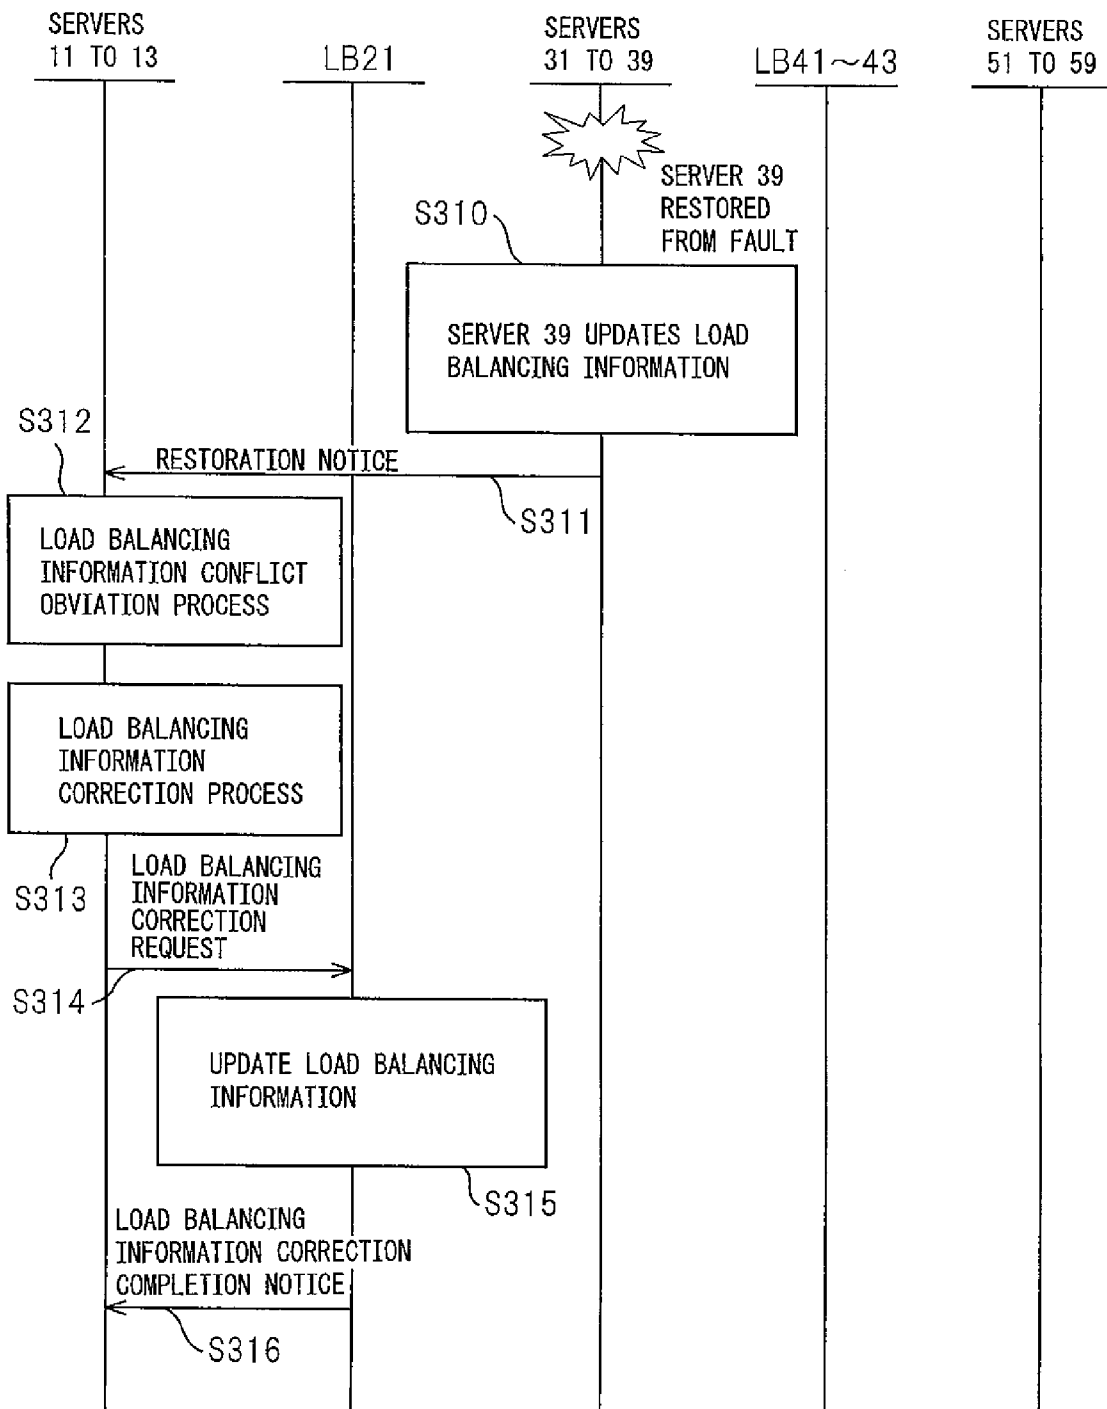 SERVERS
11 TO 13
LB21
SERVERS
31 TO 39
LB41～43
SERVERS
51 TO 59
SERVER 39
RESTORED
FROM FAULT
S310
SERVER 39 UPDATES LOAD
BALANCING INFORMATION
S312
RESTORATION NOTICE
S311
LOAD BALANCING
INFORMATION CONFLICT
OBVIATION PROCESS
LOAD BALANCING
INFORMATION
CORRECTION PROCESS
S313
LOAD BALANCING
INFORMATION
CORRECTION
REQUEST
S314
UPDATE LOAD BALANCING
INFORMATION
S315
LOAD BALANCING
INFORMATION CORRECTION
COMPLETION NOTICE
S316